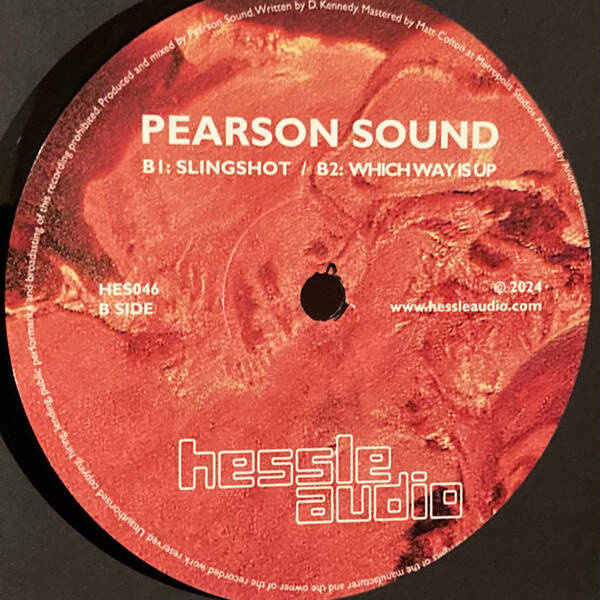 PEARSON SOUND
B1: SLINGSHOT / B2: WHICH WAY IS UP
HES046
B SIDE
© 2024
www.hessleaudio.com
hessle
audio
rights of the manufacturer and the owner of the recorded work reserved. Unauthorised copying, hiring, lending, public performance and broadcasting of this recording prohibited. Produced and mixed by Pearson Sound. Written by D. Kennedy. Mastered by Matt Colton at Metropolis Studios. Artwork by